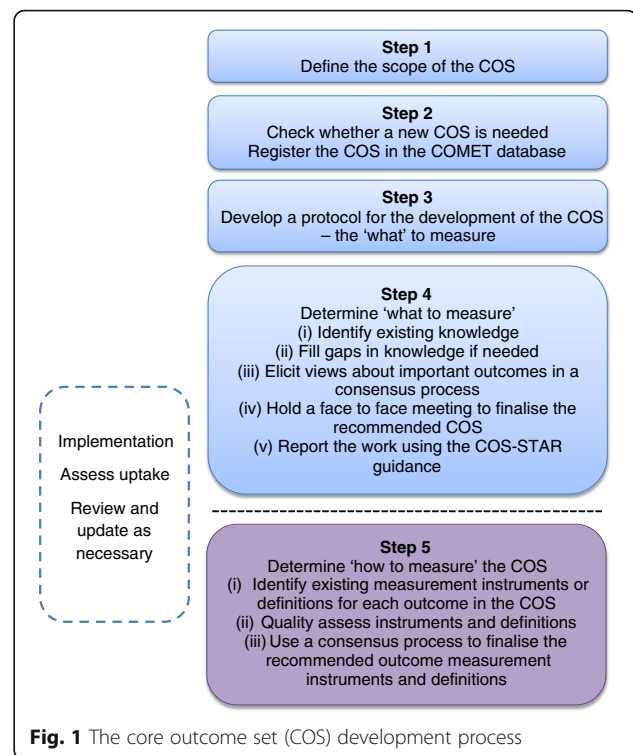 Step 1
Define the scope of the COS
Step 2
Check whether a new COS is needed
Register the COS in the COMET database
Step 3
Develop a protocol for the development of the COS
– the ‘what’ to measure
Step 4
Determine ‘what to measure’
(i) Identify existing knowledge
(ii) Fill gaps in knowledge if needed
(iii) Elicit views about important outcomes in a
consensus process
(iv) Hold a face to face meeting to finalise the
recommended COS
(v) Report the work using the COS-STAR
guidance
Implementation
Assess uptake
Review and
update as
necessary
Step 5
Determine ‘how to measure’ the COS
(i) Identify existing measurement instruments or
definitions for each outcome in the COS
(ii) Quality assess instruments and definitions
(iii) Use a consensus process to finalise the
recommended outcome measurement
instruments and definitions
Fig. 1 The core outcome set (COS) development process